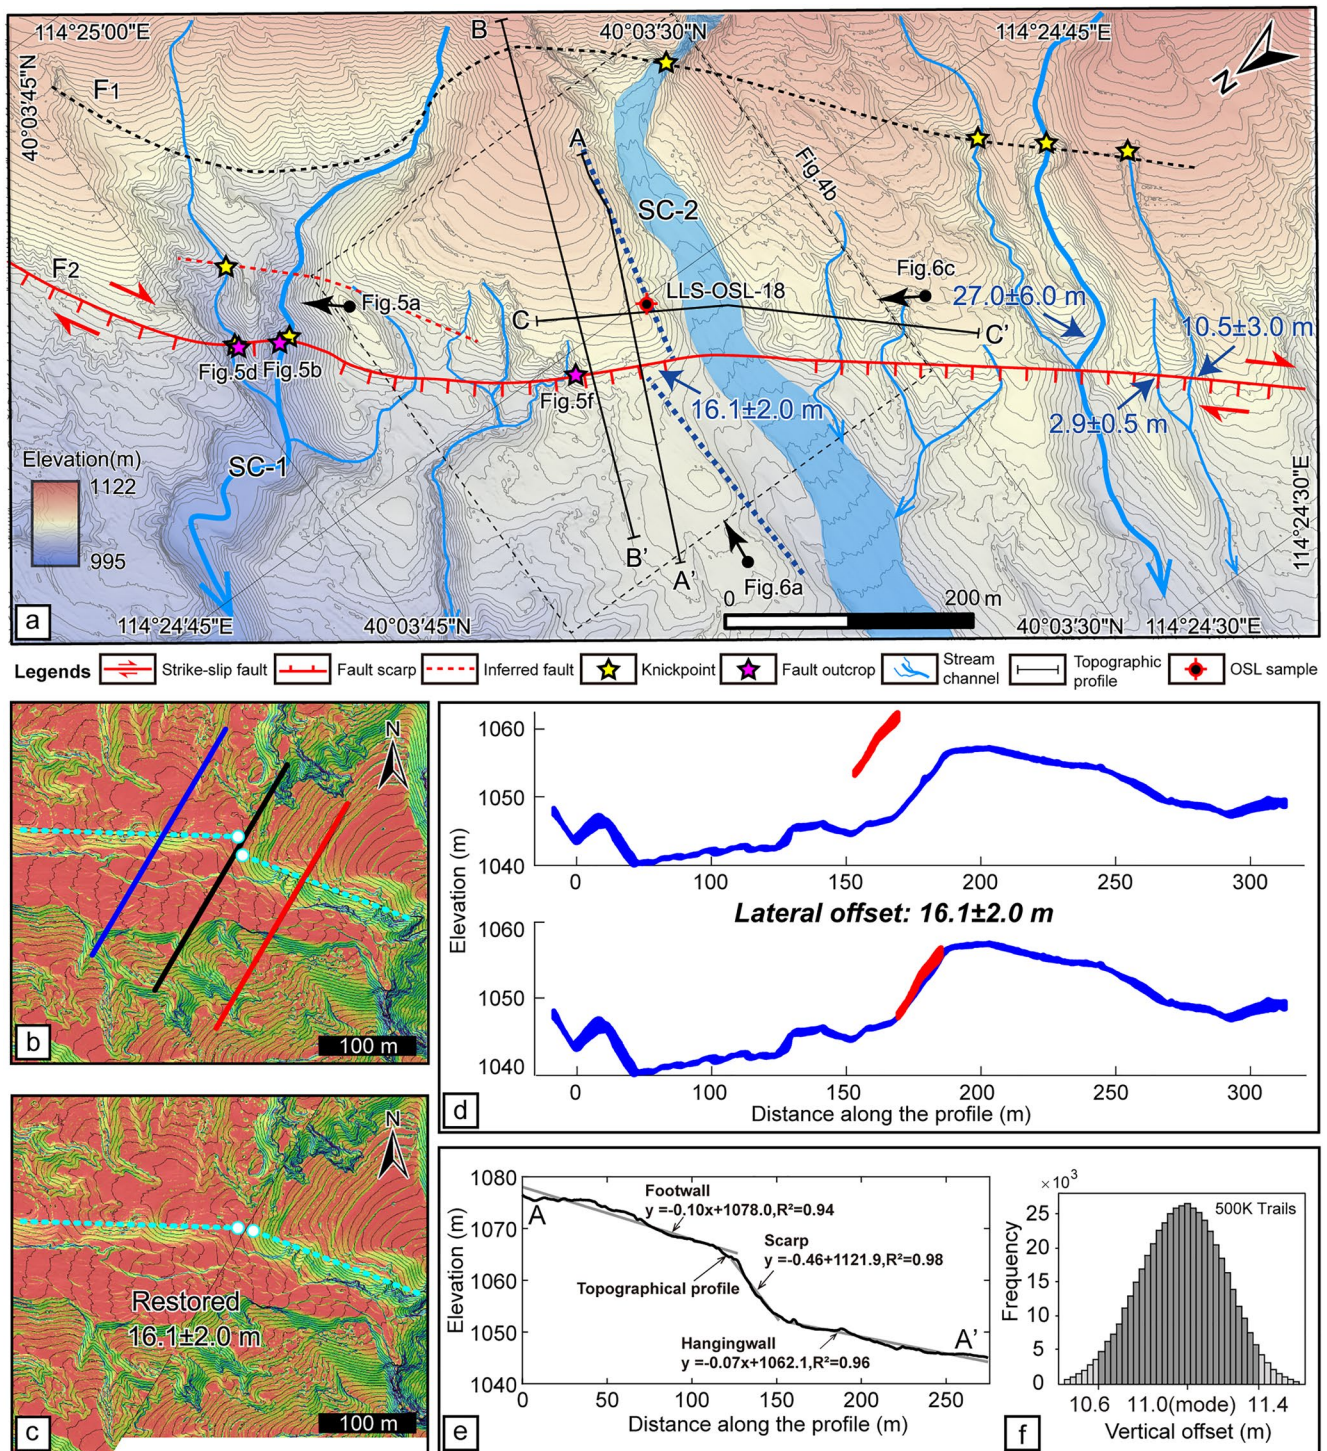 114°25′00″E
B
40°03′30″N
114°24′45″E
N
40°03′45″N
F1
A
Fig.4b
SC-2
F2
Fig.6c
Fig.5a
LLS-OSL-18
27.0±6.0 m
C
C'
10.5±3.0 m
Fig.5d
Fig.5b
Fig.5f
16.1±2.0 m
2.9±0.5 m
Elevation(m)
1122
995
SC-1
B'
A'
Fig.6a
0
200 m
114°24′30″E
a
114°24′45″E
40°03′45″N
40°03′30″N
114°24′30″E
Legends
Strike-slip fault
Fault scarp
Inferred fault
Knickpoint
Fault outcrop
Stream
channel
Topographic
profile
OSL sample
N
b
100 m
N
Restored
16.1±2.0 m
c
100 m
Elevation (m)
1060
1050
1040
0
100
150
200
250
300
Lateral offset: 16.1±2.0 m
1060
1050
1040
0
100
150
200
250
300
Distance along the profile (m)
d
1080
1070
1060
1050
1040
Elevation (m)
A
Footwall
y =-0.10x+1078.0,R²=0.94
Scarp
y =-0.46+1121.9,R²=0.98
Topographical profile
Hangingwall
y =-0.07x+1062.1,R²=0.96
A'
0
50
100
150
200
250
Distance along the profile (m)
e
×10³
500K Trails
25
20
15
10
5
0
Frequency
10.6
11.0(mode)
11.4
Vertical offset (m)
f